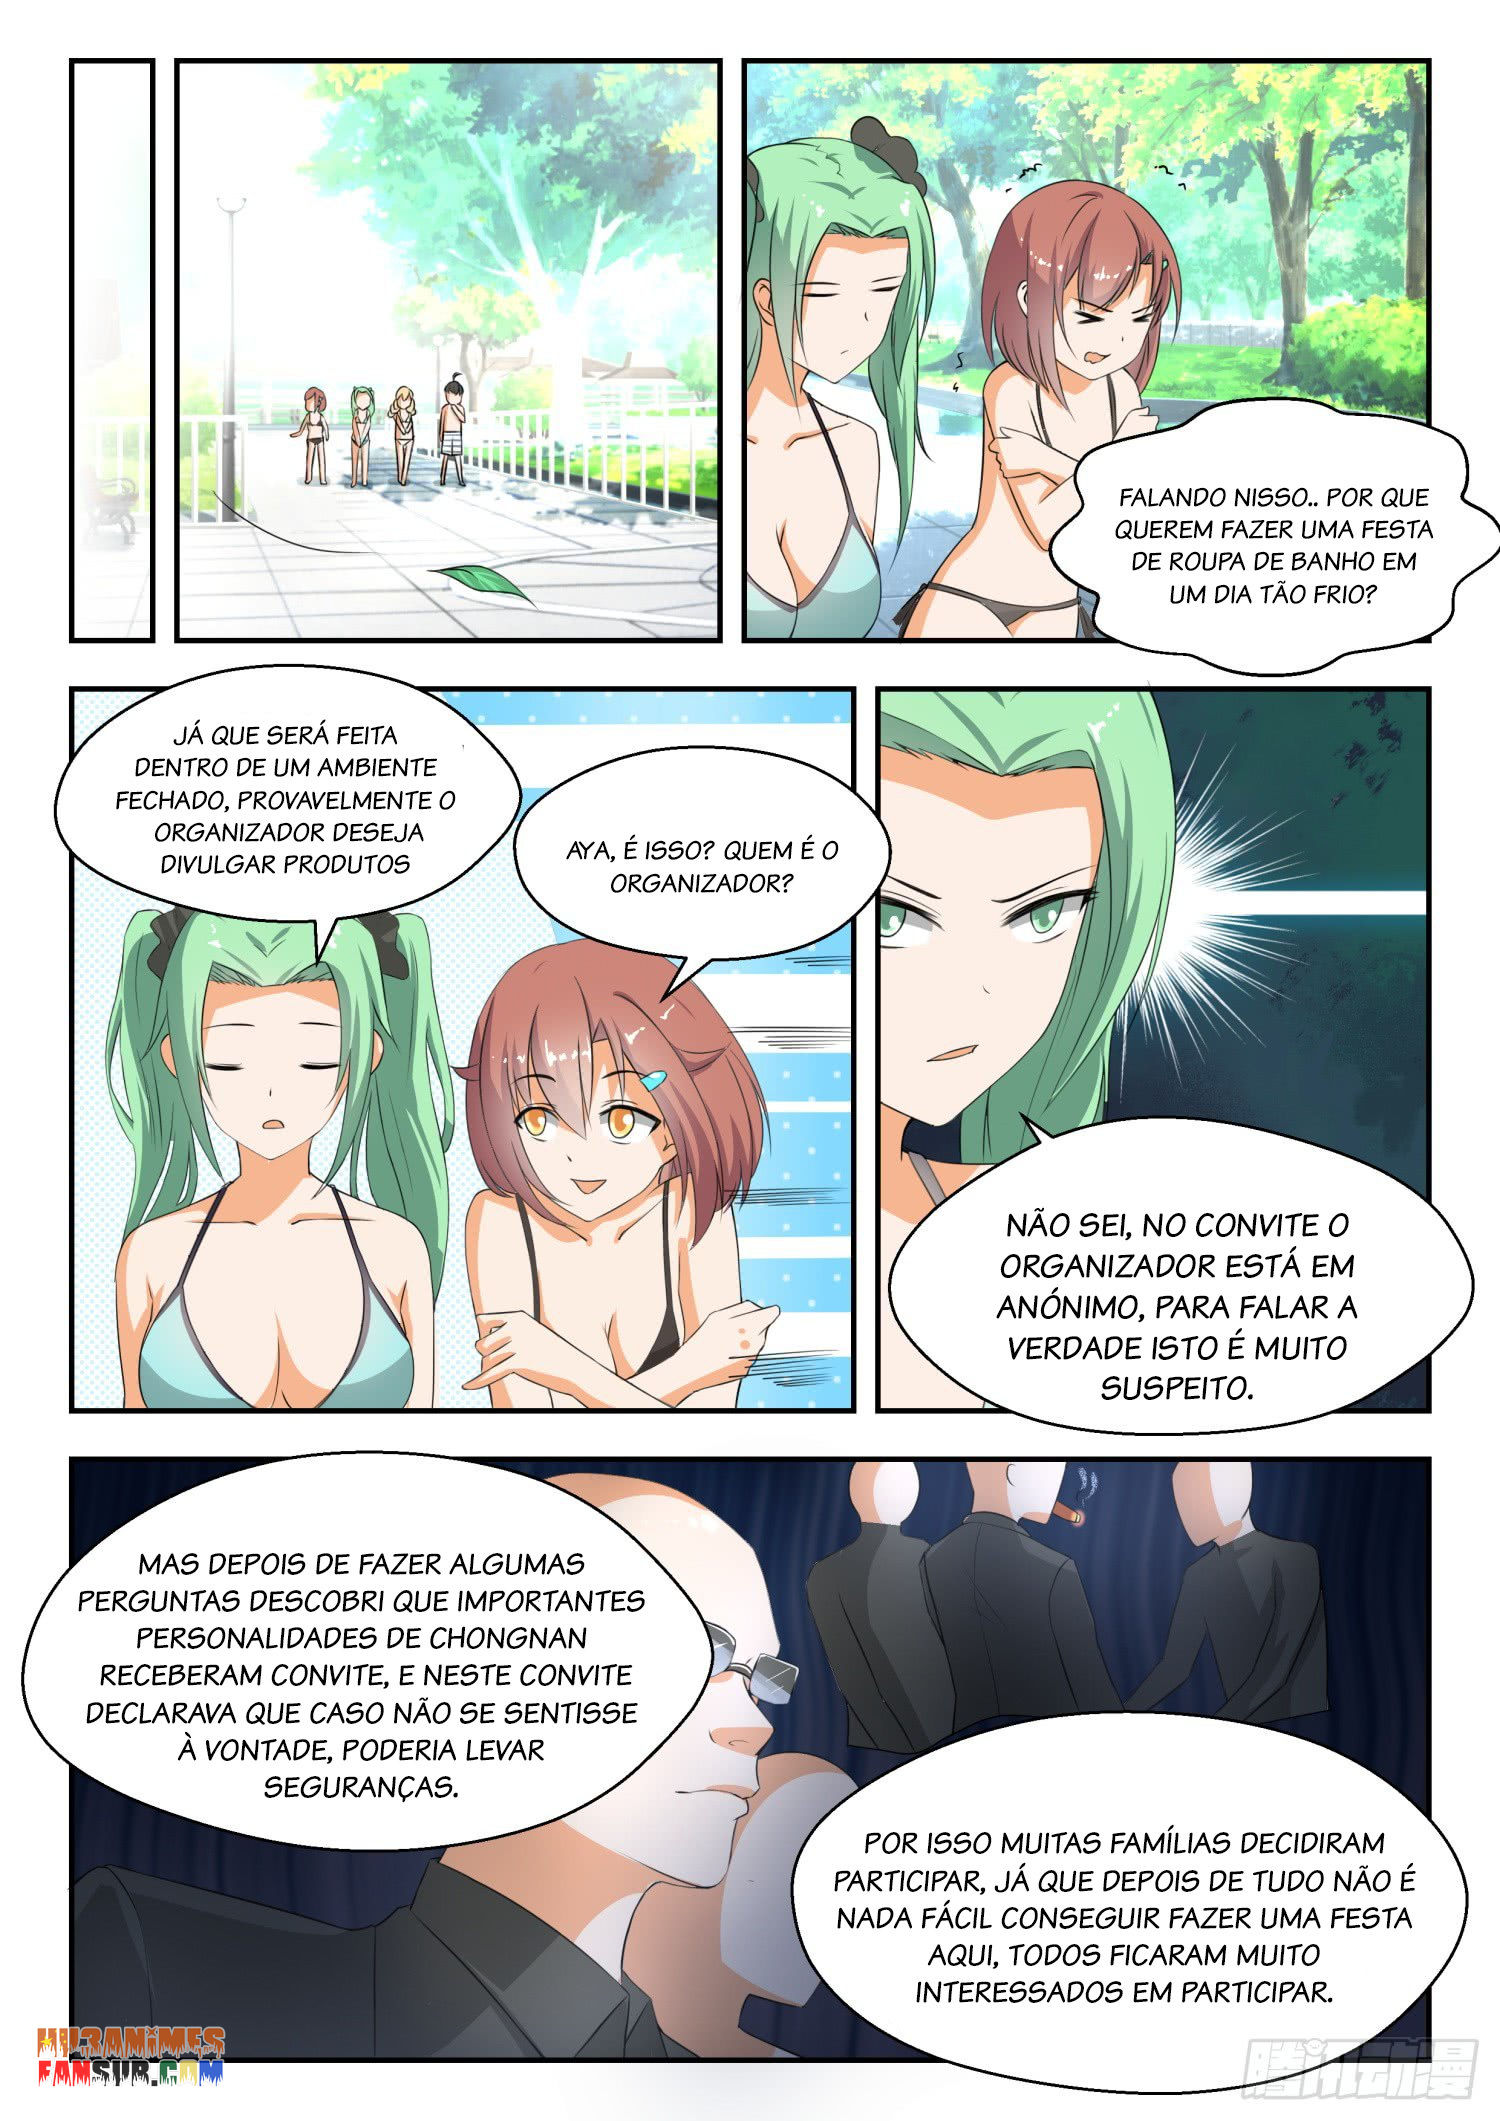 FALANDO NISSO.. POR QUE
QUEREM FAZER UMA FESTA
DE ROUPA DE BANHO EM
UM DIA TÃO FRIO?
JÁ QUE SERÁ FEITA
DENTRO DE UM AMBIENTE
FECHADO, PROVAVELMENTE O
ORGANIZADOR DESEJA
DIVULGAR PRODUTOS
AYA, É ISSO? QUEM É O
ORGANIZADOR?
NÃO SEI, NO CONVITE O
ORGANIZADOR ESTÁ EM
ANÓNIMO, PARA FALAR A
VERDADE ISTO É MUITO
SUSPEITO.
MAS DEPOIS DE FAZER ALGUMAS
PERGUNTAS DESCOBRI QUE IMPORTANTES
PERSONALIDADES DE CHONGNAN
RECEBERAM CONVITE, E NESTE CONVITE
DECLARAVA QUE CASO NÃO SE SENTISSE
À VONTADE, PODERIA LEVAR
SEGURANÇAS.
POR ISSO MUITAS FAMÍLIAS DECIDIRAM
PARTICIPAR, JÁ QUE DEPOIS DE TUDO NÃO É
NADA FÁCIL CONSEGUIR FAZER UMA FESTA
AQUI, TODOS FICARAM MUITO
INTERESSADOS EM PARTICIPAR.
HU3ANIMES
FANSUB.COM
腾讯动漫